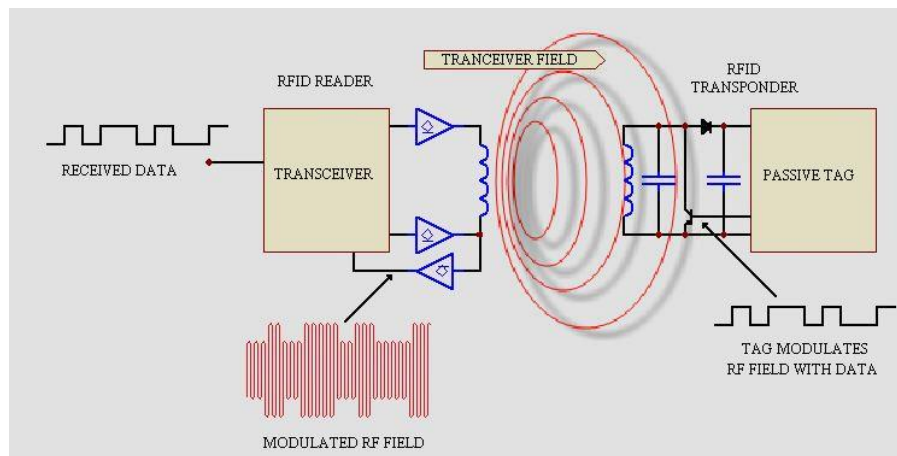 TRANCEIVER FIELD
RFID READER
RFID
TRANSPONDER
RECEIVED DATA
TRANSCEIVER
PASSIVE TAG
TAG MODULATES
RF FIELD WITH DATA
MODULATED RF FIELD